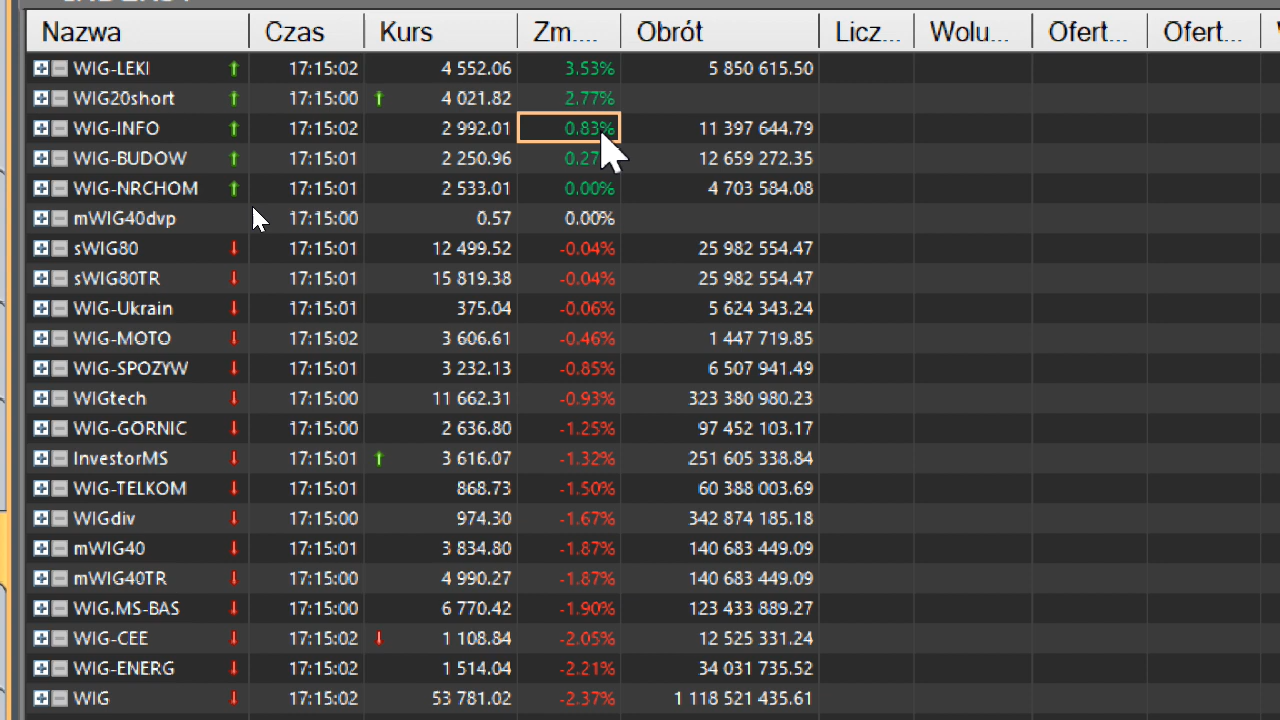 Nazwa Czas Kurs Zm.... Obrót Licz... Wolu... Ofert... Ofert...
WIG-LEKI 17:15:02 4 552.06 3.53% 5 850 615.50
WIG20short 17:15:00 4 021.82 2.77%
WIG-INFO 17:15:02 2 992.01 0.83% 11 397 644.79
WIG-BUDOW 17:15:01 2 250.96 0.27 12 659 272.35
WIG-NRCHOM 17:15:01 2 533.01 0.00% 4 703 584.08
mWIG40dvp 17:15:00 0.57 0.00%
sWIG80 17:15:01 12 499.52 -0.04% 25 982 554.47
sWIG80TR 17:15:01 15 819.38 -0.04% 25 982 554.47
WIG-Ukrain 17:15:01 375.04 -0.06% 5 624 343.24
WIG-MOTO 17:15:02 3 606.61 -0.46% 1 447 719.85
WIG-SPOZYW 17:15:01 3 232.13 -0.85% 6 507 941.49
WIGtech 17:15:00 11 662.31 -0.93% 323 380 980.23
WIG-GORNIC 17:15:00 2 636.80 -1.25% 97 452 103.17
InvestorMS 17:15:01 3 616.07 -1.32% 251 605 338.84
WIG-TELKOM 17:15:01 868.73 -1.50% 60 388 003.69
WIGdiv 17:15:00 974.30 -1.67% 342 874 185.18
mWIG40 17:15:01 3 834.80 -1.87% 140 683 449.09
mWIG40TR 17:15:00 4 990.27 -1.87% 140 683 449.09
WIG.MS-BAS 17:15:00 6 770.42 -1.90% 123 433 889.27
WIG-CEE 17:15:02 1 108.84 -2.05% 12 525 331.24
WIG-ENERG 17:15:02 1 514.04 -2.21% 34 031 735.52
WIG 17:15:02 53 781.02 -2.37% 1 118 521 435.61